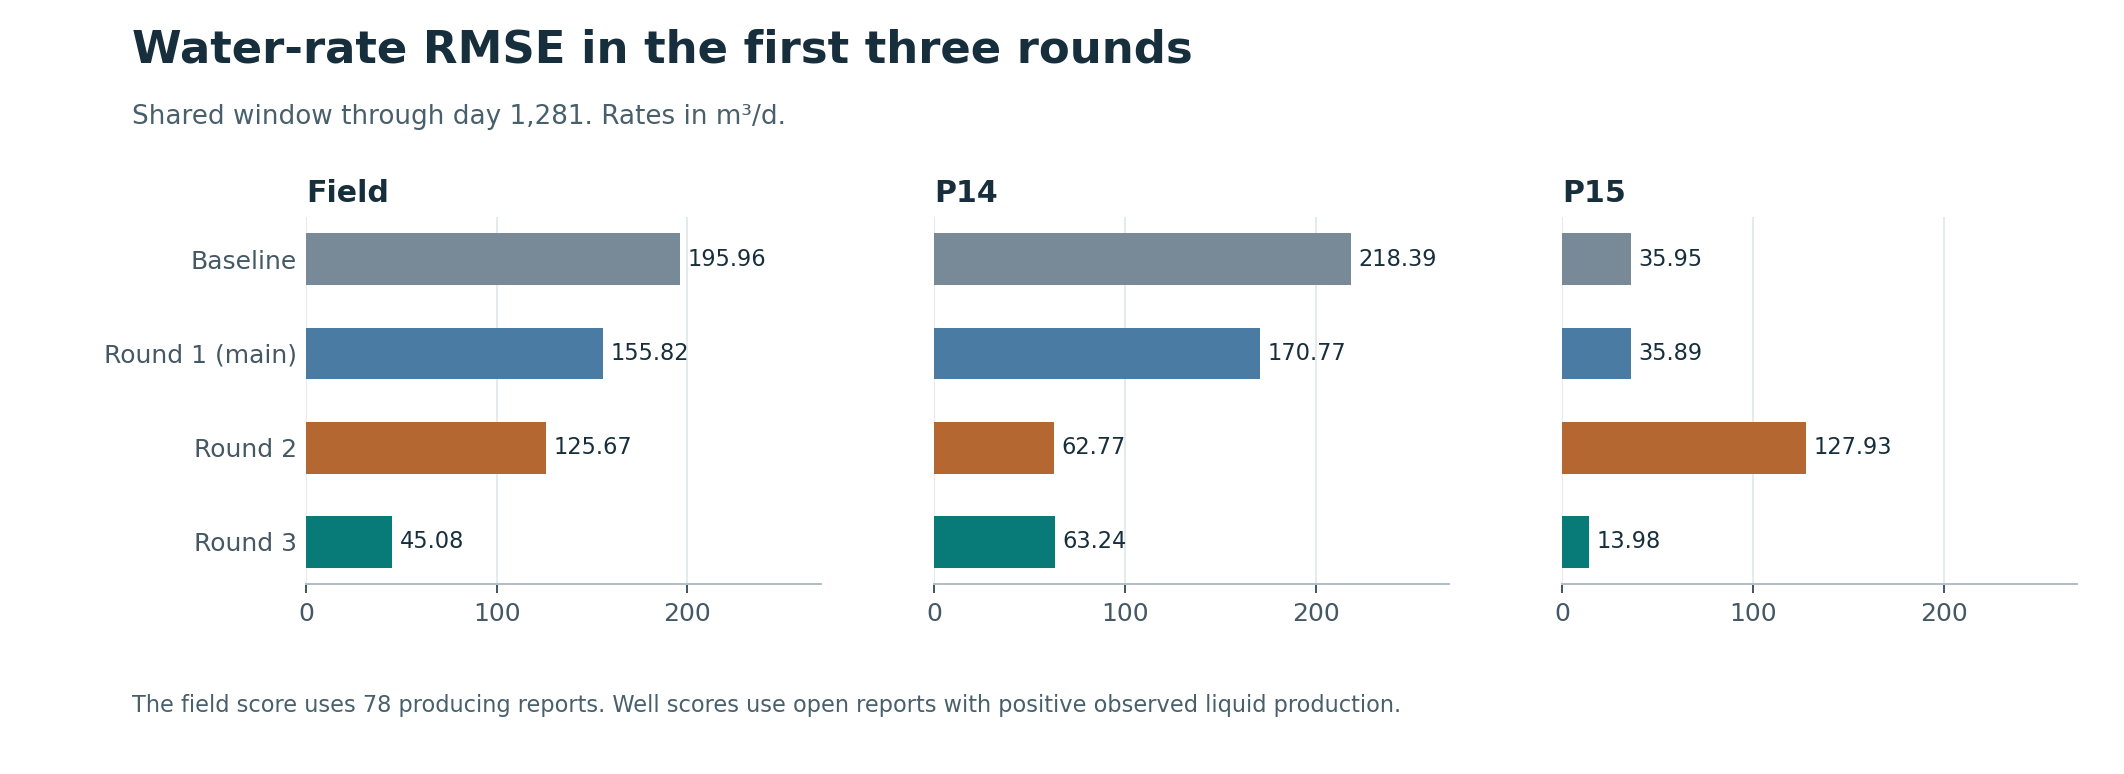 Water-rate RMSE in the first three rounds
Shared window through day 1,281. Rates in m³/d.
Field P14 P15
Baseline 195.96 218.39 35.95
Round 1 (main) 155.82 170.77 35.89
Round 2 125.67 62.77 127.93
Round 3 45.08 63.24 13.98
0 100 200 0 100 200 0 100 200
The field score uses 78 producing reports. Well scores use open reports with positive observed liquid production.